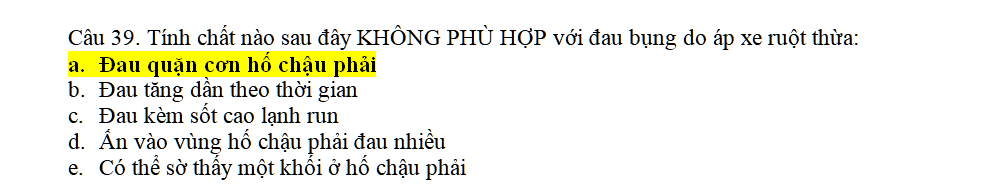 Câu 39. Tính chất nào sau đây KHÔNG PHÙ HỢP với đau bụng do áp xe ruột thừa:
a. Đau quặn cơn hố chậu phải
b. Đau tăng dần theo thời gian
c. Đau kèm sốt cao lạnh run
d. Ấn vào vùng hố chậu phải đau nhiều
e. Có thể sờ thấy một khối ở hố chậu phải